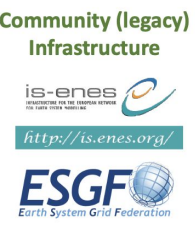 Community (legacy)
Infrastructure
is-enes
INFRASTRUCTURE FOR THE EUROPEAN NETWORK
FOR EARTH SYSTEM MODELLING
http://is.enes.org/
ESGF
Earth System Grid Federation